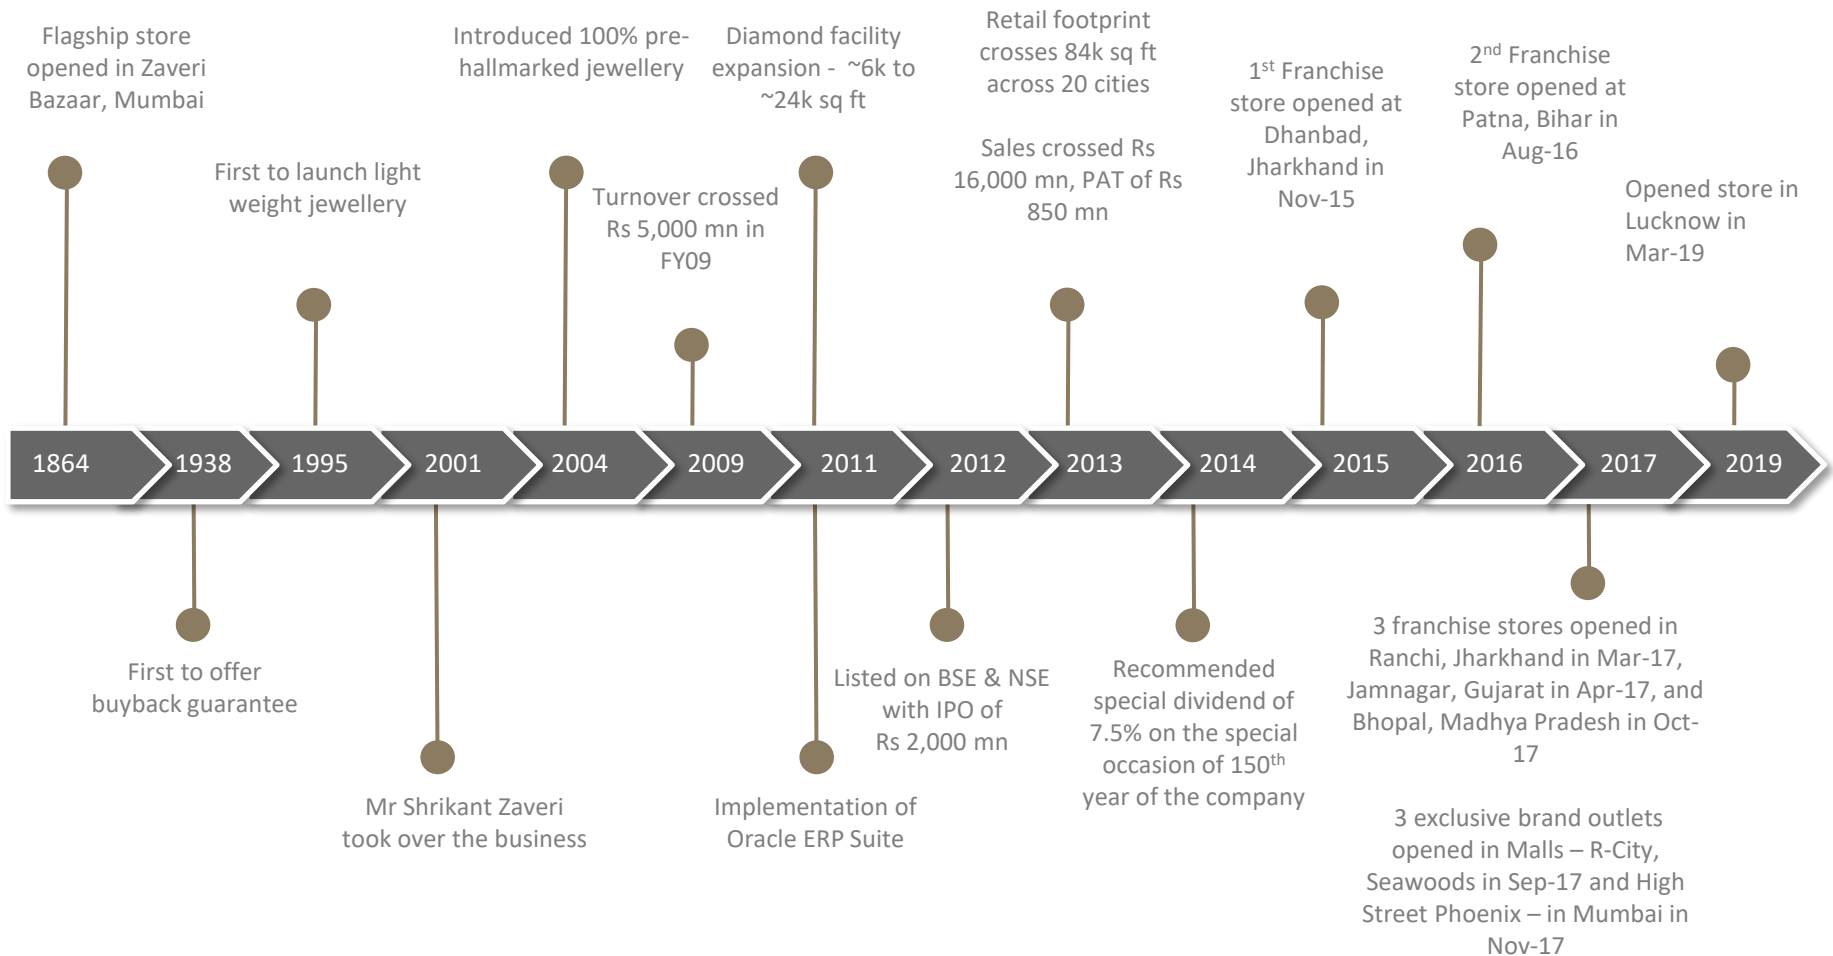 Flagship store
opened in Zaveri
Bazaar, Mumbai
First to launch light
weight jewellery
Introduced 100% pre-
hallmarked jewellery
Turnover crossed
Rs 5,000 mn in
FY09
Diamond facility
expansion - ~6k to
~24k sq ft
Retail footprint
crosses 84k sq ft
across 20 cities
Sales crossed Rs
16,000 mn, PAT of Rs
850 mn
1st Franchise
store opened at
Dhanbad,
Jharkhand in
Nov-15
2nd Franchise
store opened at
Patna, Bihar in
Aug-16
Opened store in
Lucknow in
Mar-19
1864 1938 1995 2001 2004 2009 2011 2012 2013 2014 2015 2016 2017 2019
First to offer
buyback guarantee
Mr Shrikant Zaveri
took over the business
Implementation of
Oracle ERP Suite
Listed on BSE & NSE
with IPO of
Rs 2,000 mn
Recommended
special dividend of
7.5% on the special
occasion of 150th
year of the company
3 franchise stores opened in
Ranchi, Jharkhand in Mar-17,
Jamnagar, Gujarat in Apr-17, and
Bhopal, Madhya Pradesh in Oct-
17
3 exclusive brand outlets
opened in Malls – R-City,
Seawoods in Sep-17 and High
Street Phoenix – in Mumbai in
Nov-17